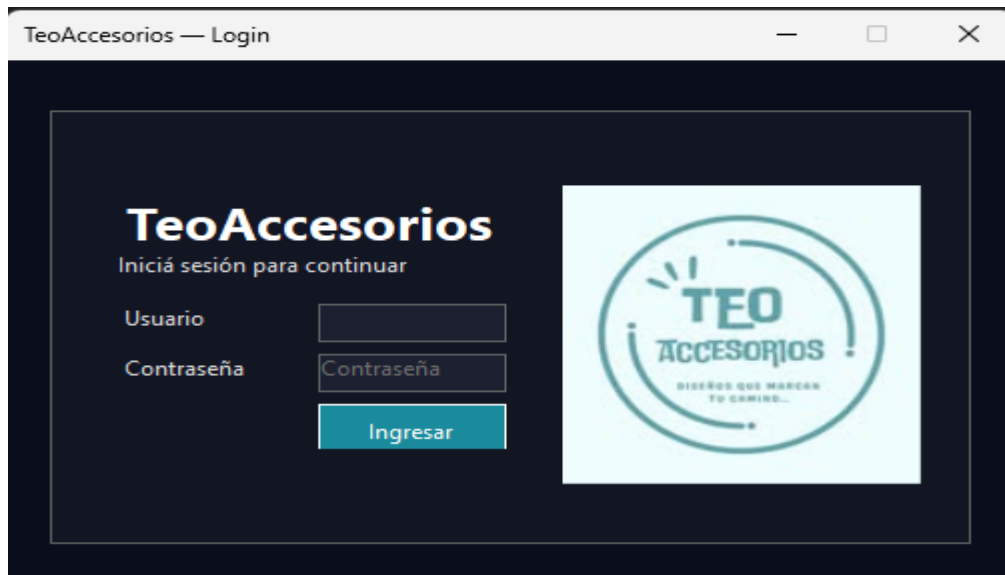 TeoAccesorios — Login
TeoAccesorios
Iniciá sesión para continuar
Usuario
Contraseña
Contraseña
Ingresar
TEO
ACCESORIOS
DISEÑOS QUE MARCAN
TU CAMINO...